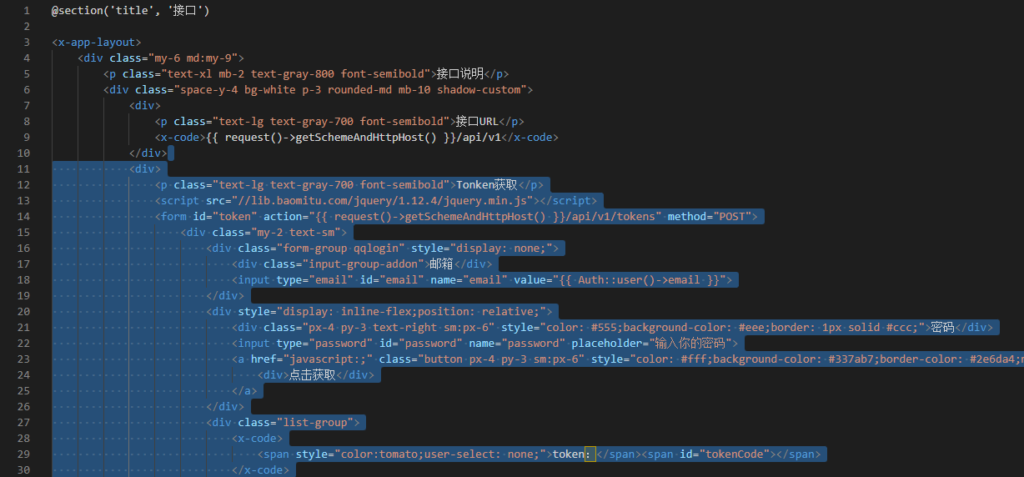 1 @section('title', '接口')
2
3 <x-app-layout>
4 <div class="my-6 md:my-9">
5 <p class="text-xl mb-2 text-gray-800 font-semibold">接口说明</p>
6 <div class="space-y-4 bg-white p-3 rounded-md mb-10 shadow-custom">
7 <div>
8 <p class="text-lg text-gray-700 font-semibold">接口URL</p>
9 <x-code>{{ request()->getSchemeAndHttpHost() }}/api/v1</x-code>
10 </div>
11 <div>
12 <p class="text-lg text-gray-700 font-semibold">Tonken获取</p>
13 <script src="//lib.baomitu.com/jquery/1.12.4/jquery.min.js"></script>
14 <form id="token" action="{{ request()->getSchemeAndHttpHost() }}/api/v1/tokens" method="POST">
15 <div class="my-2 text-sm">
16 <div class="form-group qqlogin" style="display: none;">
17 <div class="input-group-addon">邮箱</div>
18 <input type="email" id="email" name="email" value="{{ Auth::user()->email }}">
19 </div>
20 <div style="display: inline-flex;position: relative;">
21 <div class="px-4 py-3 text-right sm:px-6" style="color: #555;background-color: #eee;border: 1px solid #ccc;">密码</div>
22 <input type="password" id="password" name="password" placeholder="输入你的密码">
23 <a href="javascript:;" class="button px-4 py-3 sm:px-6" style="color: #fff;background-color: #337ab7;border-color: #2e6da4;
24 <div>点击获取</div>
25 </a>
26 </div>
27 <div class="list-group">
28 <x-code>
29 <span style="color:tomato;user-select: none;">token：</span><span id="tokenCode"></span>
30 </x-code>